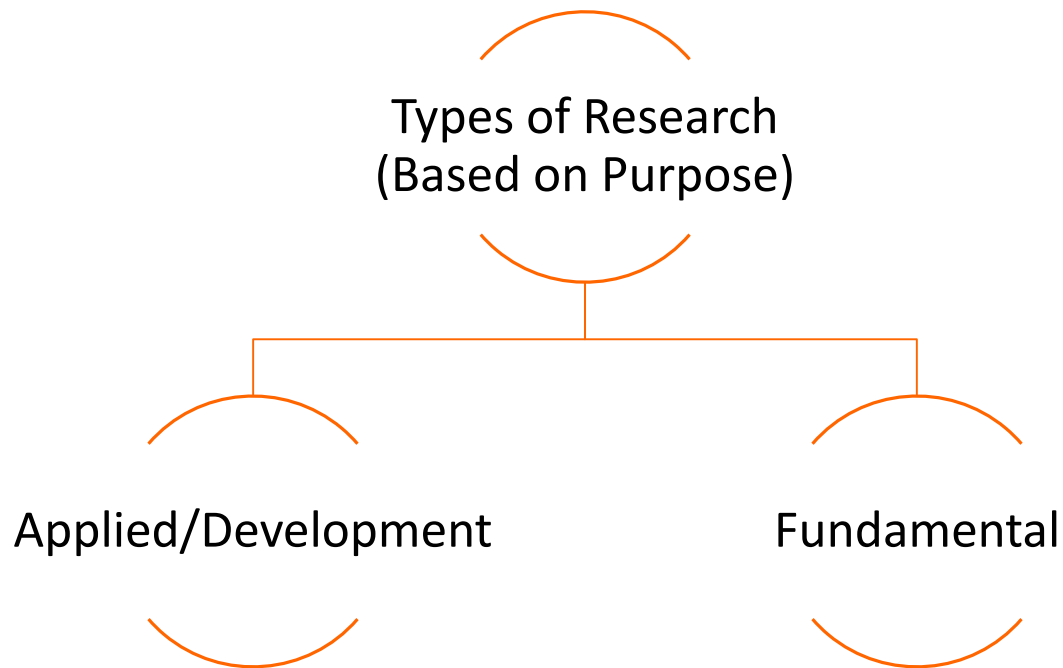 Types of Research
(Based on Purpose)
Applied/Development
Fundamental